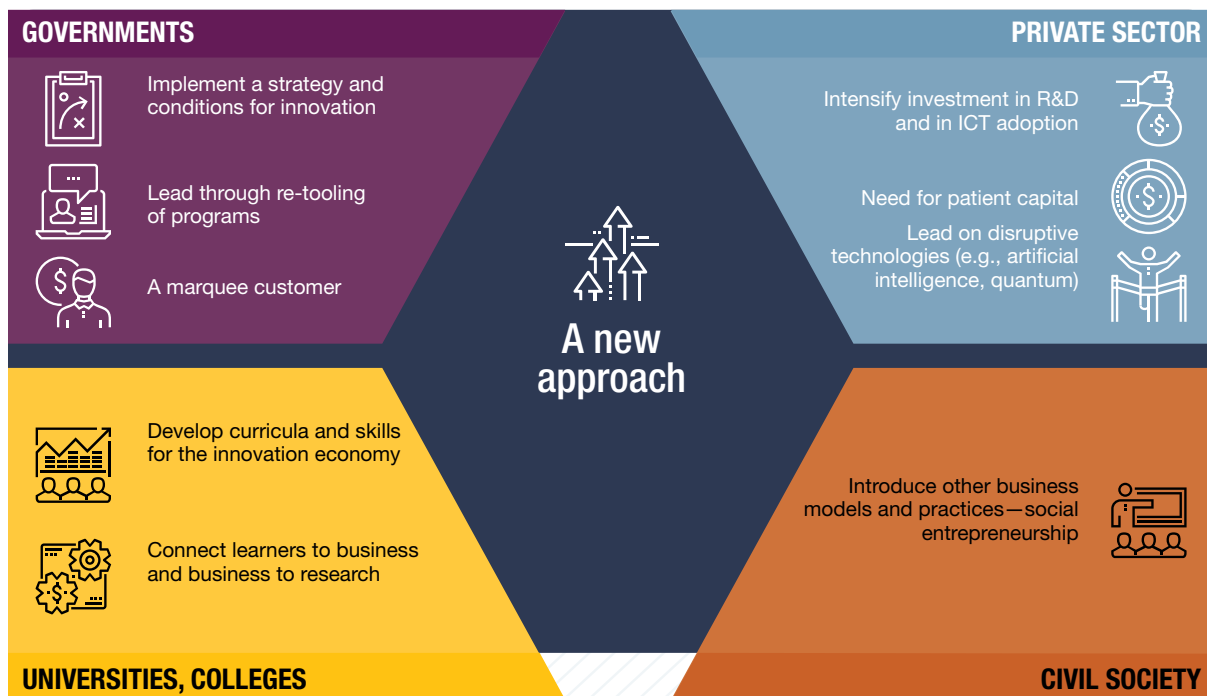 GOVERNMENTS
Implement a strategy and
conditions for innovation
Lead through re-tooling
of programs
A marquee customer
PRIVATE SECTOR
Intensify investment in R&D
and in ICT adoption
Need for patient capital
Lead on disruptive
technologies (e.g., artificial
intelligence, quantum)
A new
approach
Develop curricula and skills
for the innovation economy
Connect learners to business
and business to research
UNIVERSITIES, COLLEGES
Introduce other business
models and practices—social
entrepreneurship
CIVIL SOCIETY